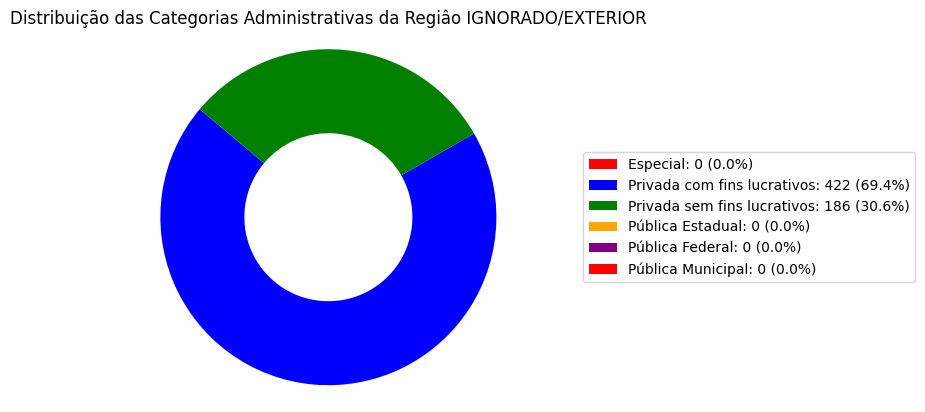 Distribuição das Categorias Administrativas da Regiâo IGNORADO/EXTERIOR
Especial: 0 (0.0%)
Privada com fins lucrativos: 422 (69.4%)
Privada sem fins lucrativos: 186 (30.6%)
Pública Estadual: 0 (0.0%)
Pública Federal: 0 (0.0%)
Pública Municipal: 0 (0.0%)